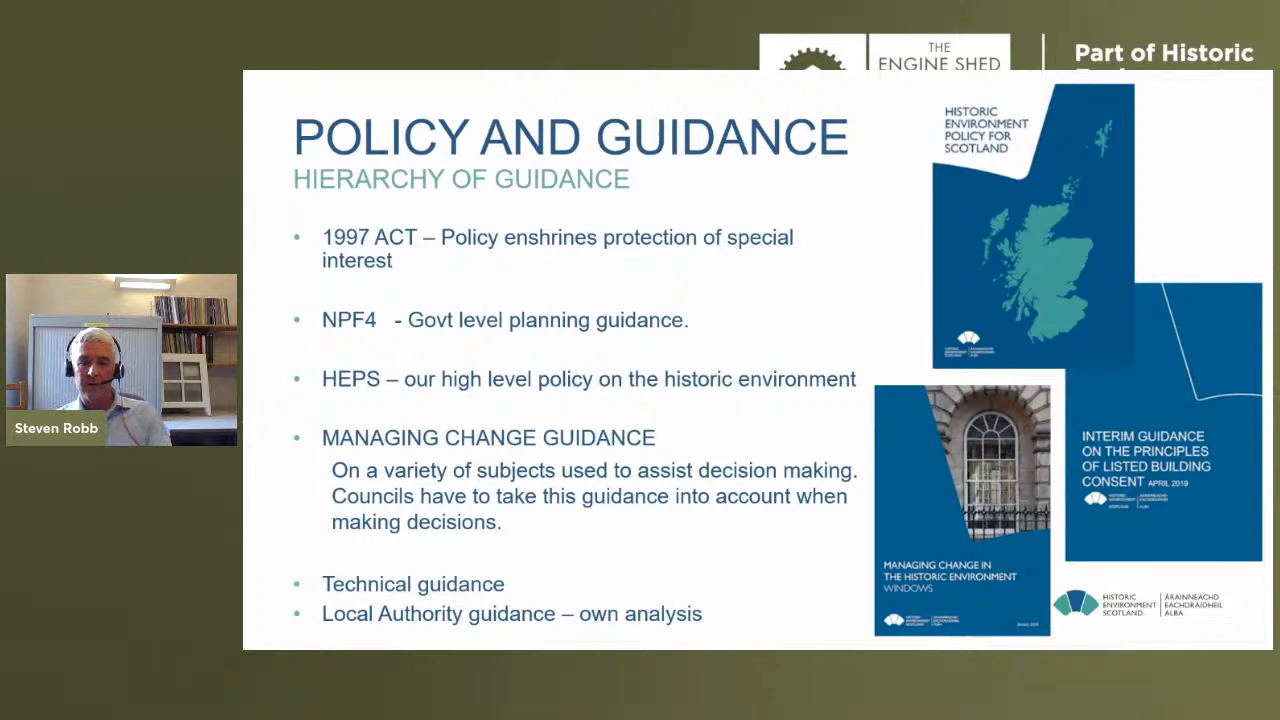 THE
ENGINE SHED
Part of Historic
POLICY AND GUIDANCE
HIERARCHY OF GUIDANCE
• 1997 ACT – Policy enshrines protection of special
interest
• NPF4 - Govt level planning guidance.
• HEPS – our high level policy on the historic environment
• MANAGING CHANGE GUIDANCE
On a variety of subjects used to assist decision making.
Councils have to take this guidance into account when
making decisions.
• Technical guidance
• Local Authority guidance – own analysis
HISTORIC
ENVIRONMENT
POLICY FOR
SCOTLAND
INTERIM GUIDANCE
ON THE PRINCIPLES
OF LISTED BUILDING
CONSENT APRIL 2019
MANAGING CHANGE IN
THE HISTORIC ENVIRONMENT
WINDOWS
HISTORIC
ENVIRONMENT
SCOTLAND
ÀRAINNEACHD
EACHDRAIDHEIL
ALBA
Steven Robb